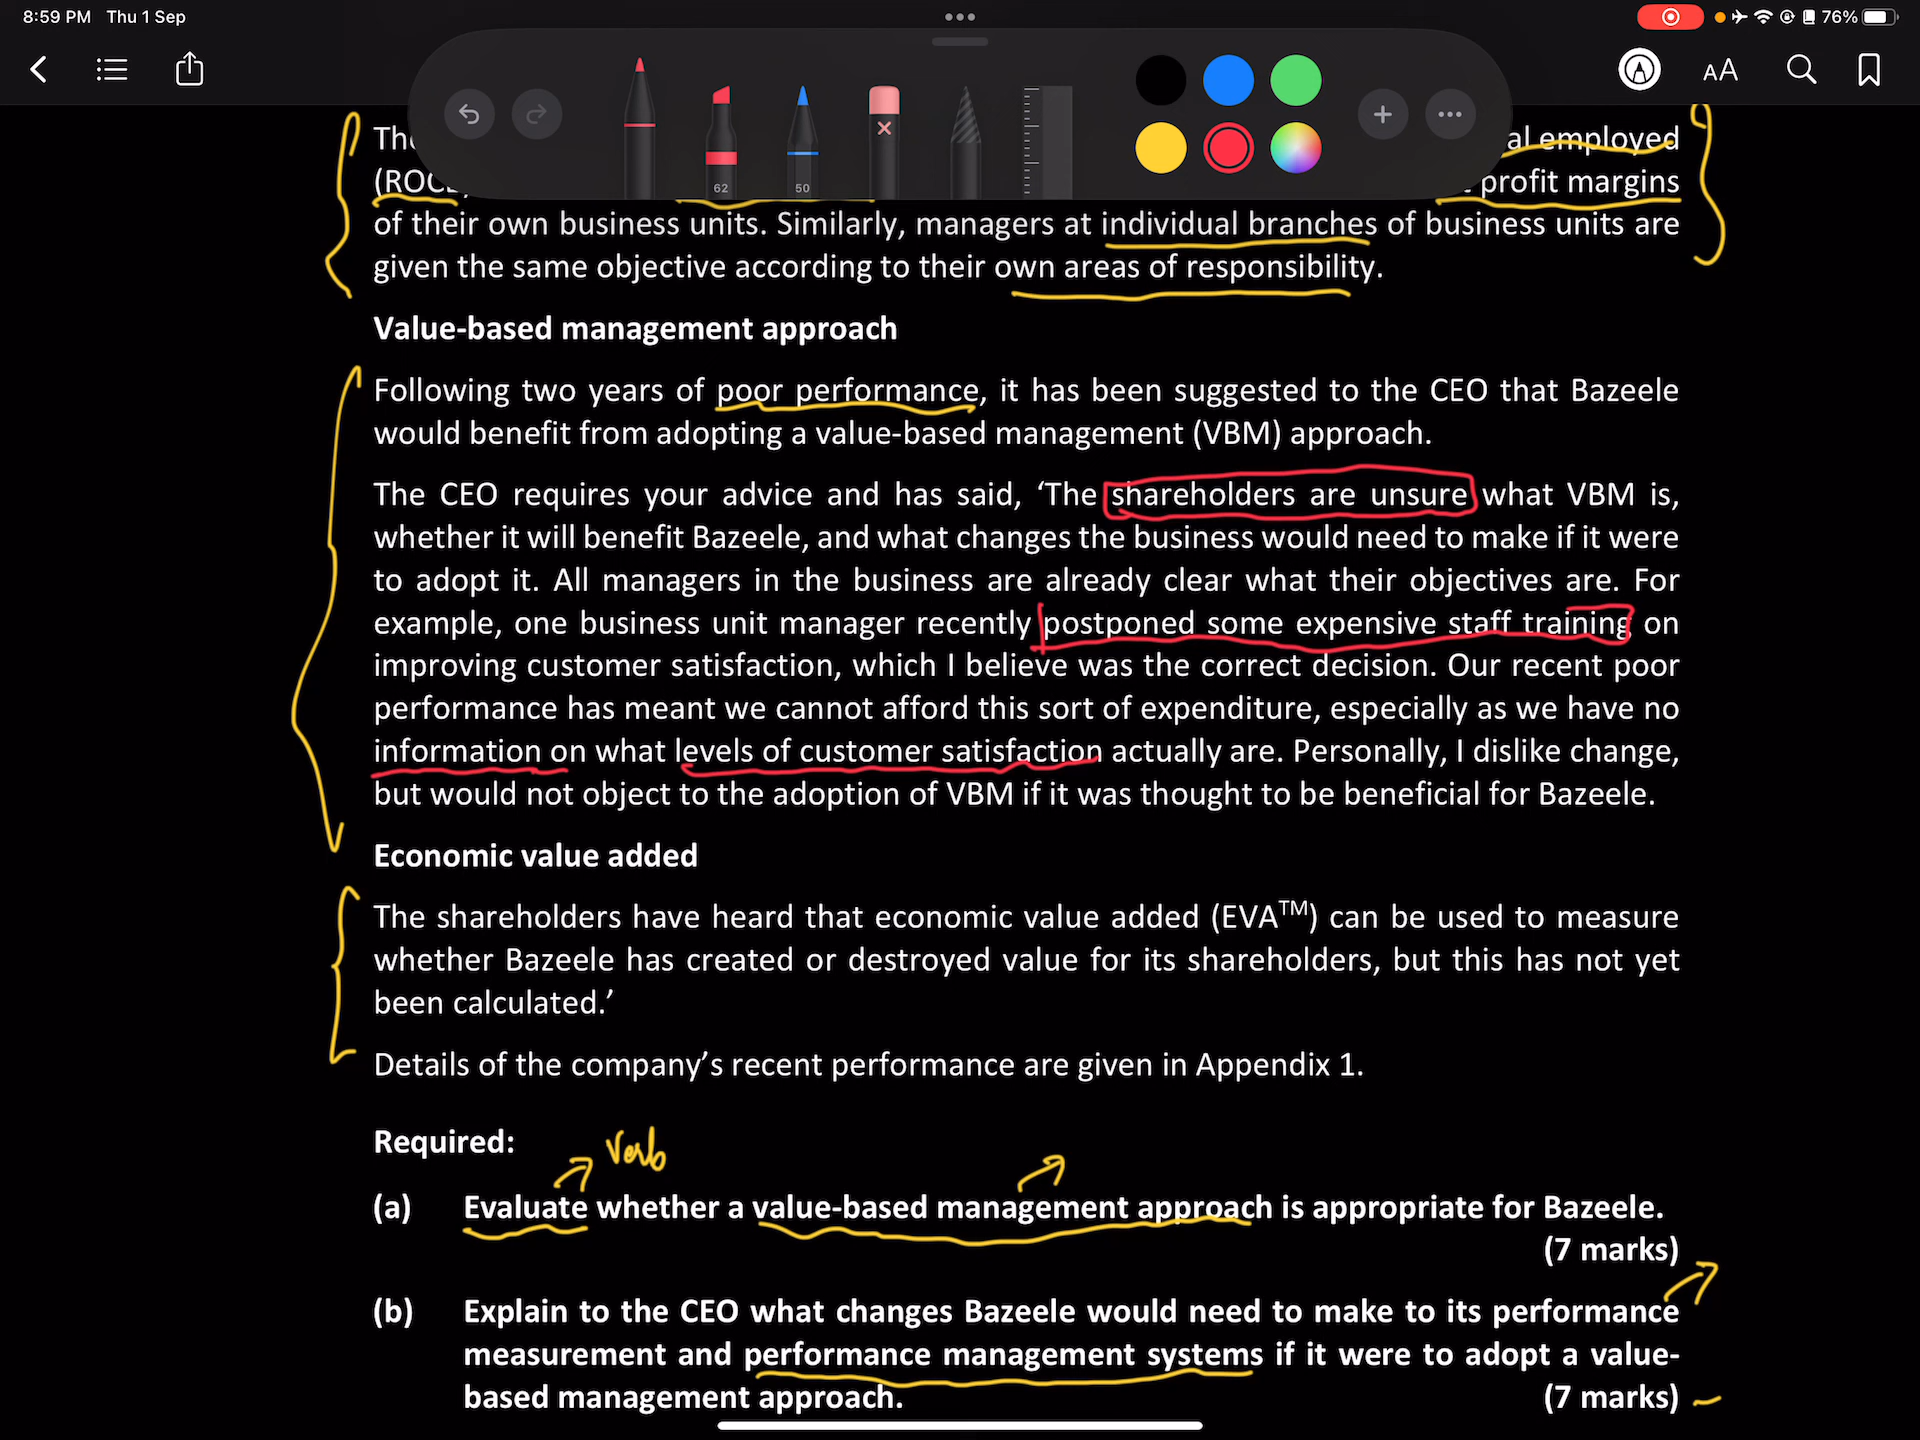 8:59 PM Thu 1 Sep
76%
AA
62
50
The
al employed
(ROCE
profit margins
of their own business units. Similarly, managers at individual branches of business units are
given the same objective according to their own areas of responsibility.
Value-based management approach
Following two years of poor performance, it has been suggested to the CEO that Bazeele
would benefit from adopting a value-based management (VBM) approach.
The CEO requires your advice and has said, ‘The shareholders are unsure what VBM is,
whether it will benefit Bazeele, and what changes the business would need to make if it were
to adopt it. All managers in the business are already clear what their objectives are. For
example, one business unit manager recently postponed some expensive staff training on
improving customer satisfaction, which I believe was the correct decision. Our recent poor
performance has meant we cannot afford this sort of expenditure, especially as we have no
information on what levels of customer satisfaction actually are. Personally, I dislike change,
but would not object to the adoption of VBM if it was thought to be beneficial for Bazeele.
Economic value added
The shareholders have heard that economic value added (EVA™) can be used to measure
whether Bazeele has created or destroyed value for its shareholders, but this has not yet
been calculated.’
Details of the company’s recent performance are given in Appendix 1.
Required:
Verb
(a) Evaluate whether a value-based management approach is appropriate for Bazeele.
(7 marks)
(b) Explain to the CEO what changes Bazeele would need to make to its performance
measurement and performance management systems if it were to adopt a value-
based management approach. (7 marks)